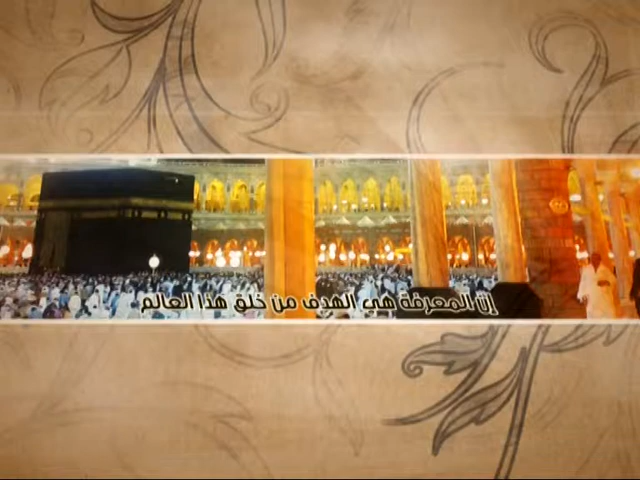 إن المعرفة هي الهدف من خلق هذا العالم